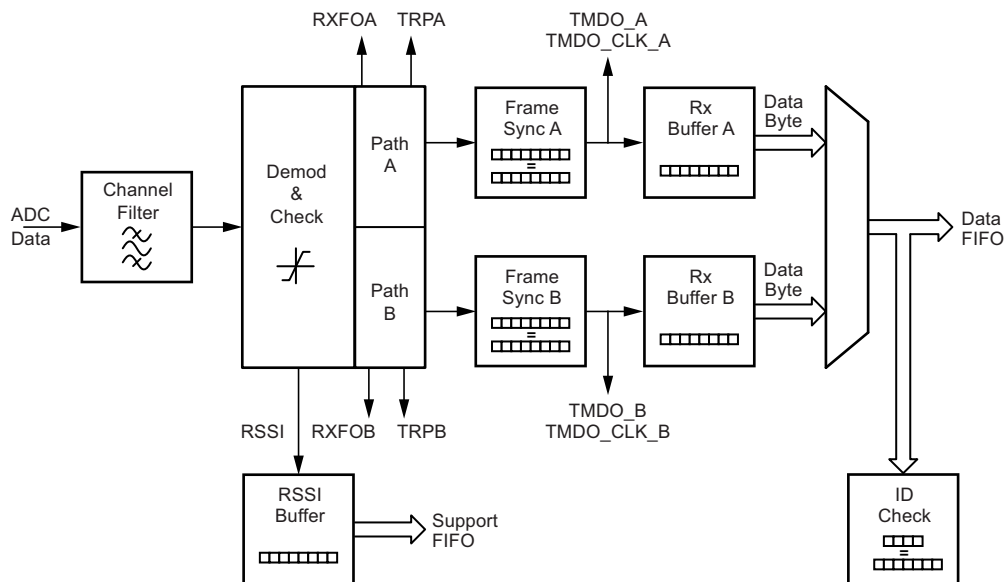 RXFOA
TRPA
TMDO_A
TMDO_CLK_A
ADC
Data
Channel
Filter
Demod
&
Check
Path
A
Path
B
Frame
Sync A
=
Rx
Buffer A
Data
Byte
Frame
Sync B
=
Rx
Buffer B
Data
Byte
Data
FIFO
RSSI
RXFOB
TRPB
TMDO_B
TMDO_CLK_B
RSSI
Buffer
Support
FIFO
ID
Check
=